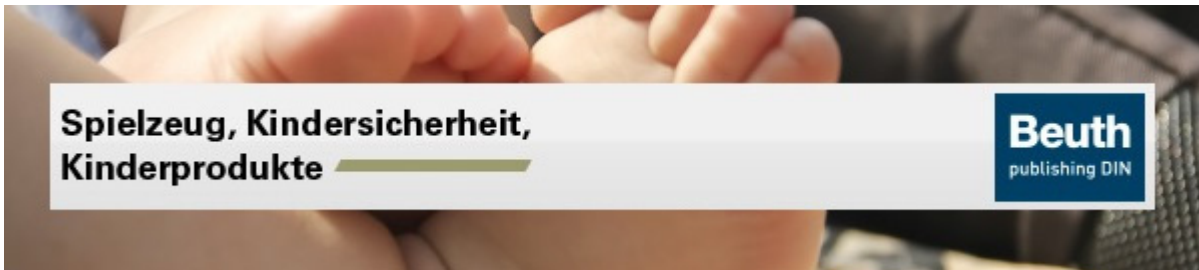 Spielzeug, Kindersicherheit,
Kinderprodukte
Beuth
publishing DIN